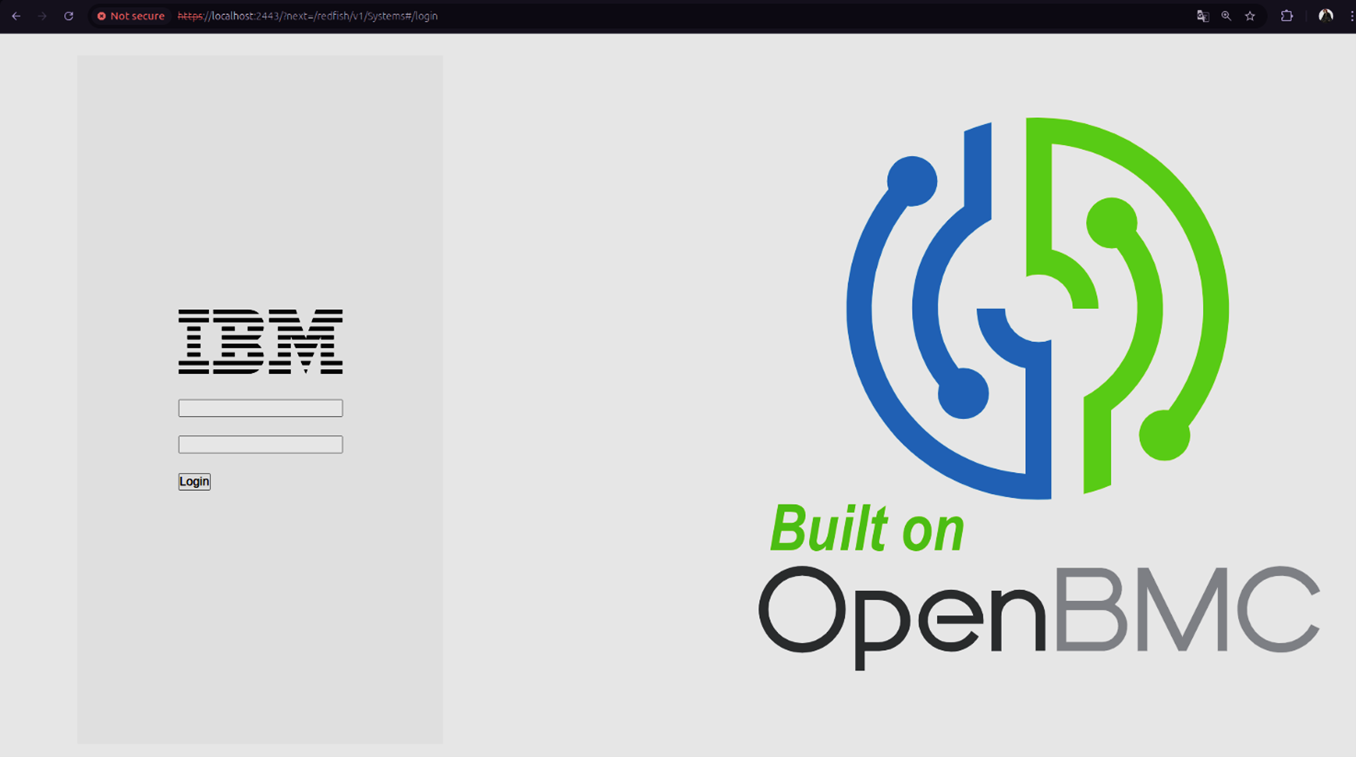 Not secure https://localhost:2443/?next=/redfish/v1/Systems#/login
IBM
Login
Built on
OpenBMC